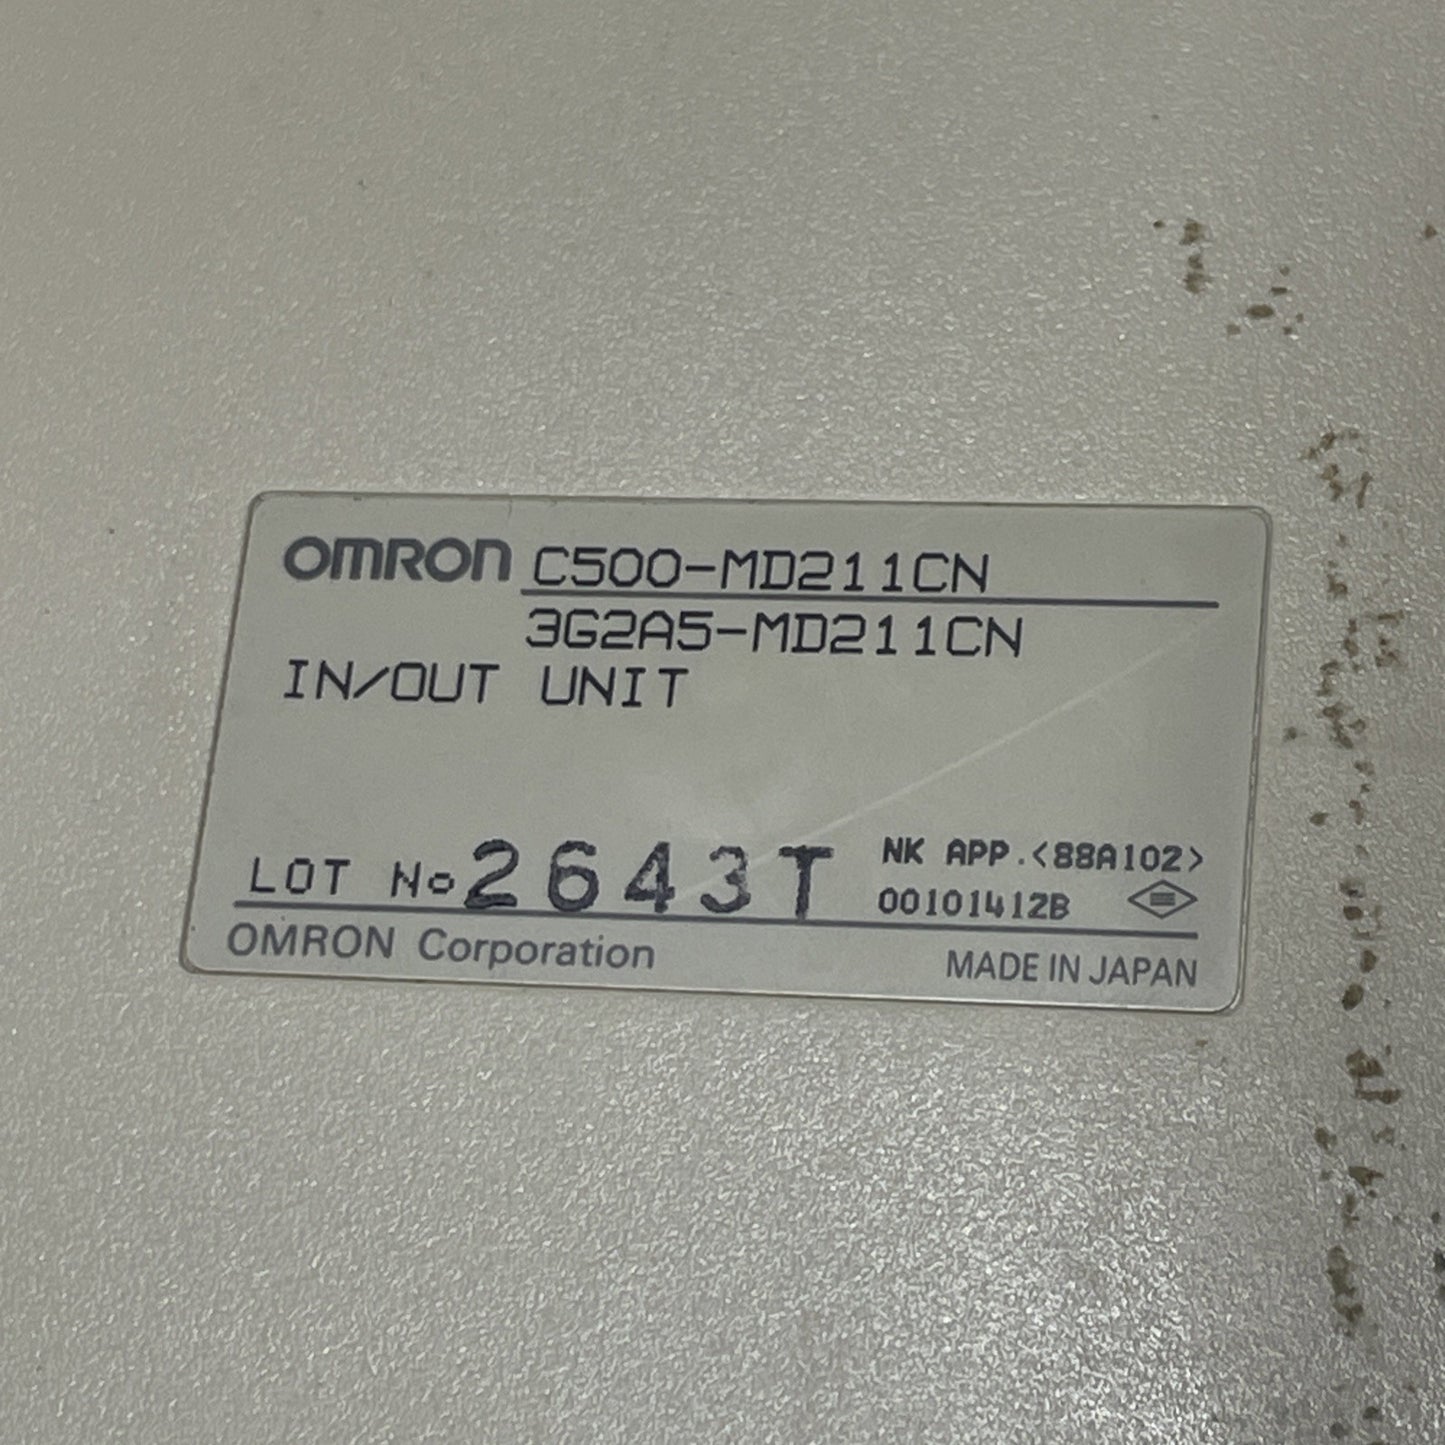 OMRON C500-MD211CN
3G2A5-MD211CN
IN/OUT UNIT
NK APP.<88A102>
LOT No 2643T 00101412B
OMRON Corporation MADE IN JAPAN